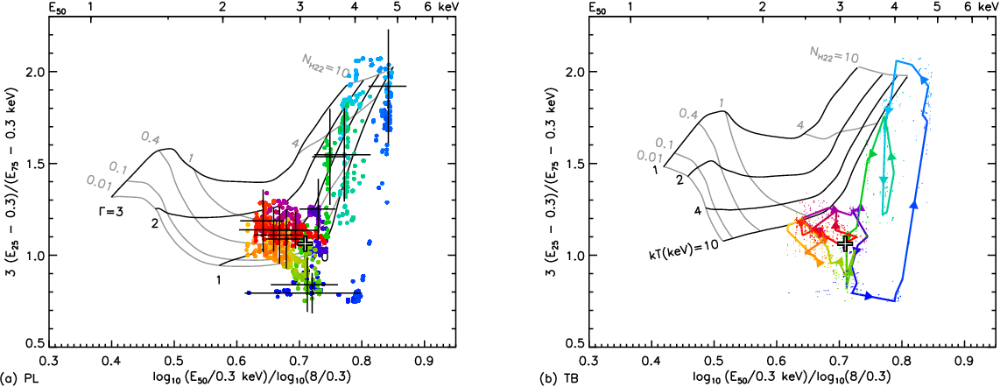 E50 1 2 3 4 5 6 keV
E50 1 2 3 4 5 6 keV
3 (E25 - 0.3)/(E75 - 0.3 keV)
2.0
1.5
1.0
0.5
NH22=10
4
1
0.4
0.1
0.01
Γ=3
2
1
0
0.3 0.4 0.5 0.6 0.7 0.8 0.9
(a) PL log10 (E50/0.3 keV)/log10(8/0.3)
3 (E25 - 0.3)/(E75 - 0.3 keV)
2.0
1.5
1.0
0.5
NH22=10
4
1
0.4
0.1
0.01
1
2
4
kT(keV)=10
0.3 0.4 0.5 0.6 0.7 0.8 0.9
(b) TB log10 (E50/0.3 keV)/log10(8/0.3)